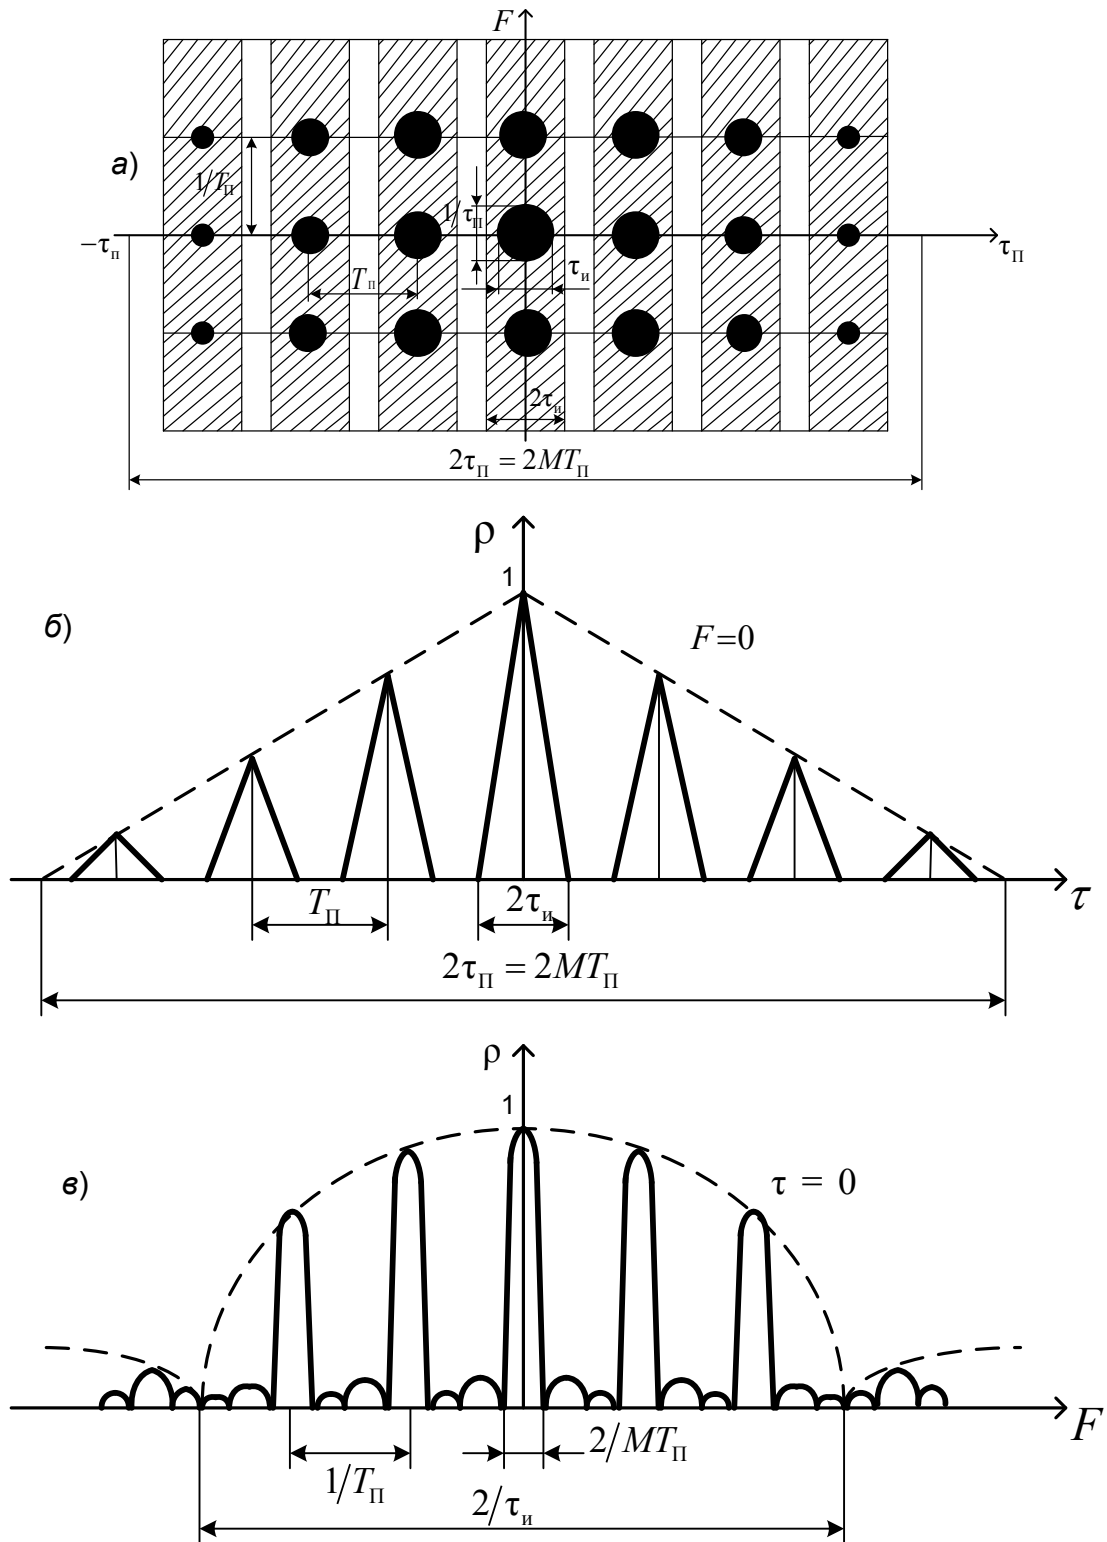 F
а)
1/T_П
1/τ_П
−τ_п
τ_П
τ_и
T_П
2τ_и
2τ_П = 2MT_П
ρ
1
б)
F=0
T_П
2τ_и
τ
2τ_П = 2MT_П
ρ
1
в)
τ = 0
F
2/MT_П
1/T_П
2/τ_и